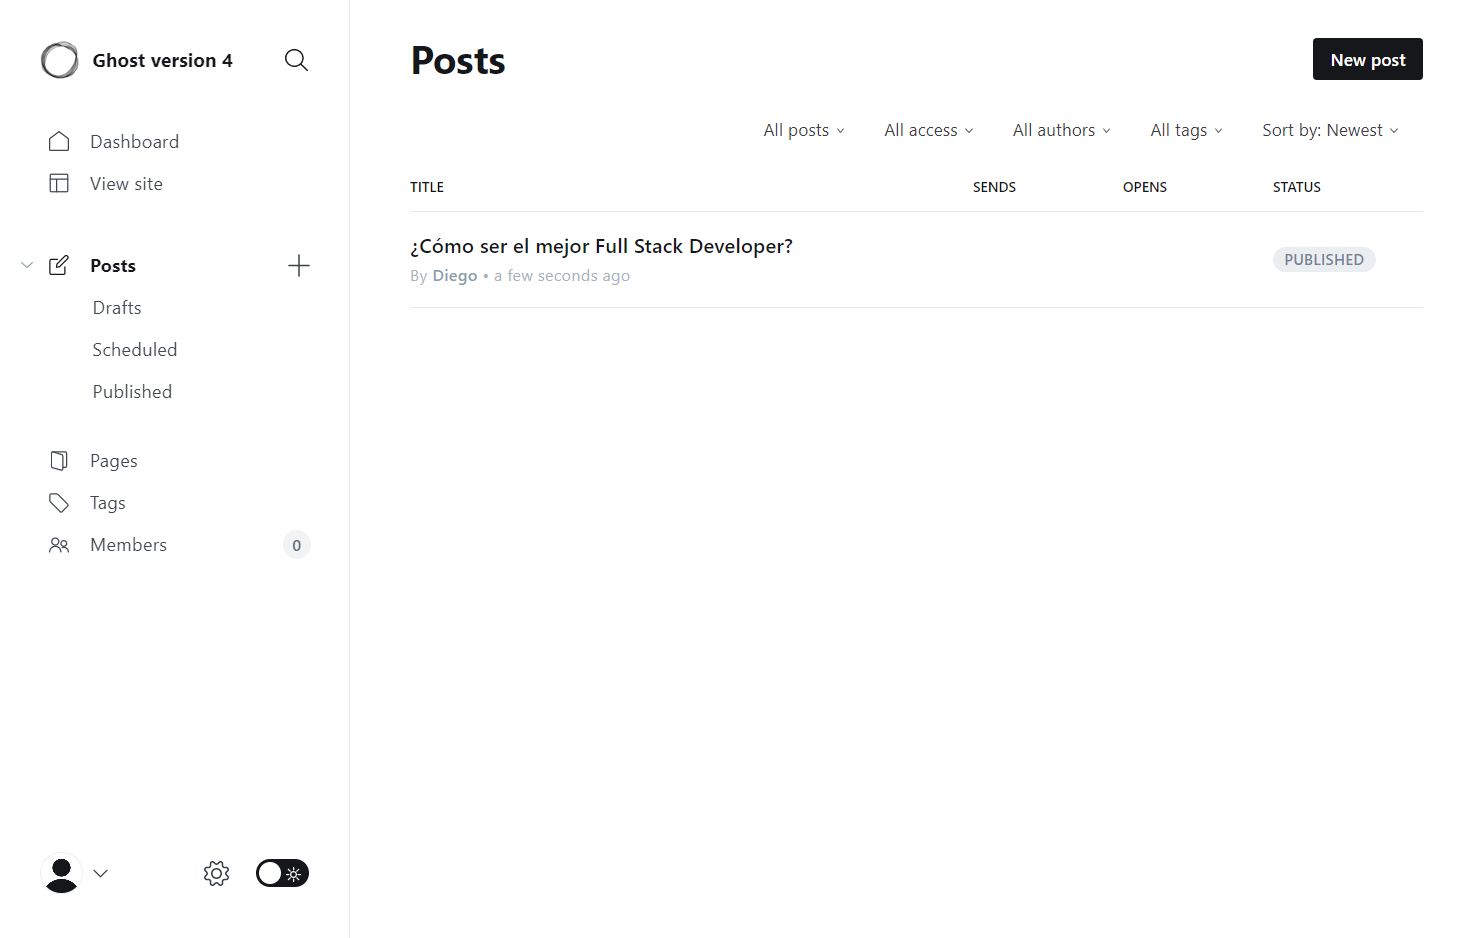 Ghost version 4
Dashboard
View site
Posts
Drafts
Scheduled
Published
Pages
Tags
Members 0
Posts
New post
All posts All access All authors All tags Sort by: Newest
TITLE SENDS OPENS STATUS
¿Cómo ser el mejor Full Stack Developer?
By Diego • a few seconds ago
PUBLISHED